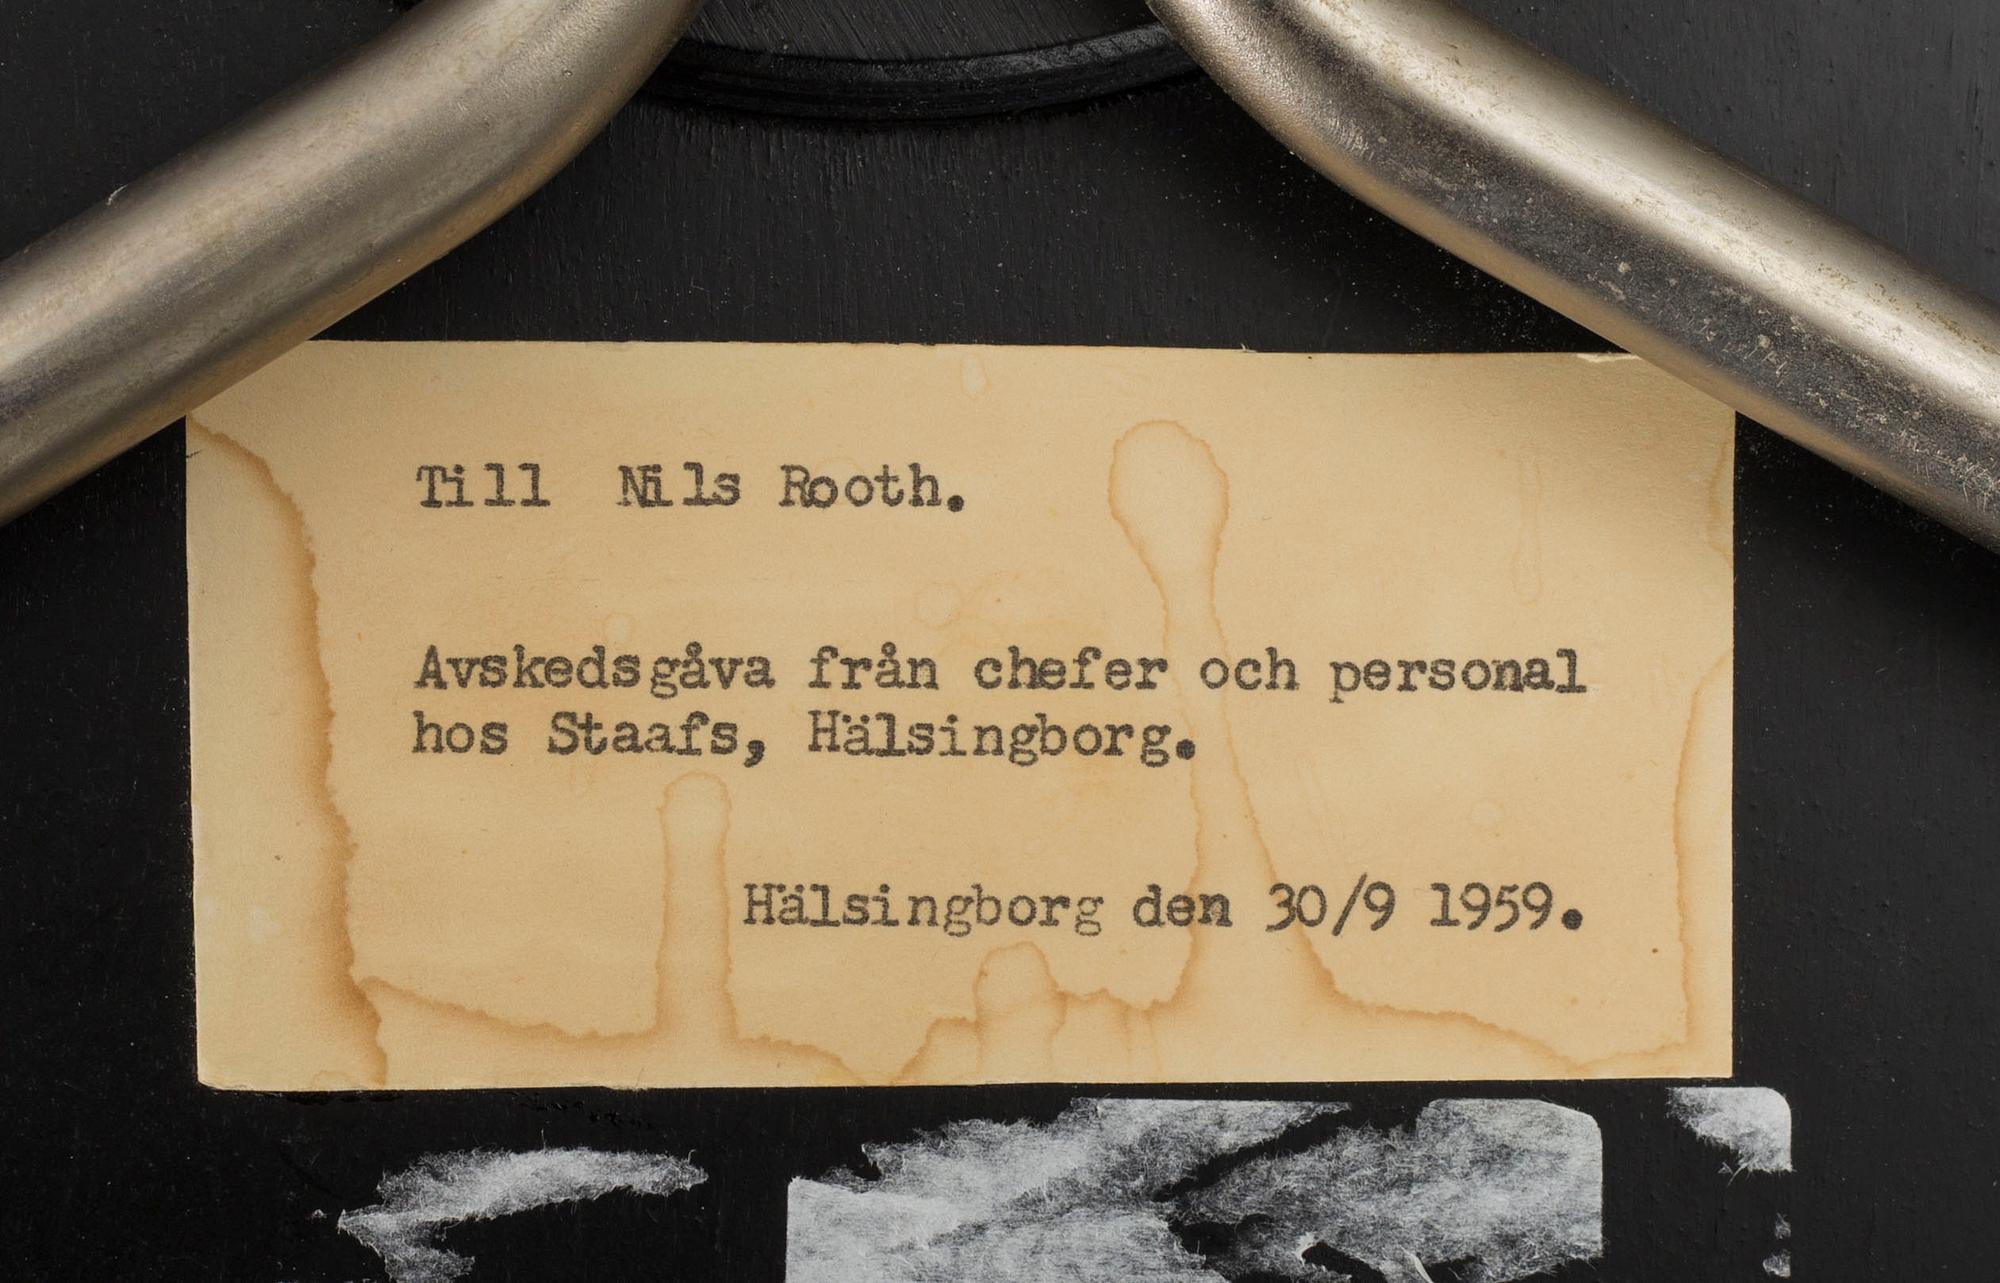 Till Nils Rooth.
Avskedsgåva från chefer och personal
hos Staafs, Hälsingborg.
Hälsingborg den 30/9 1959.